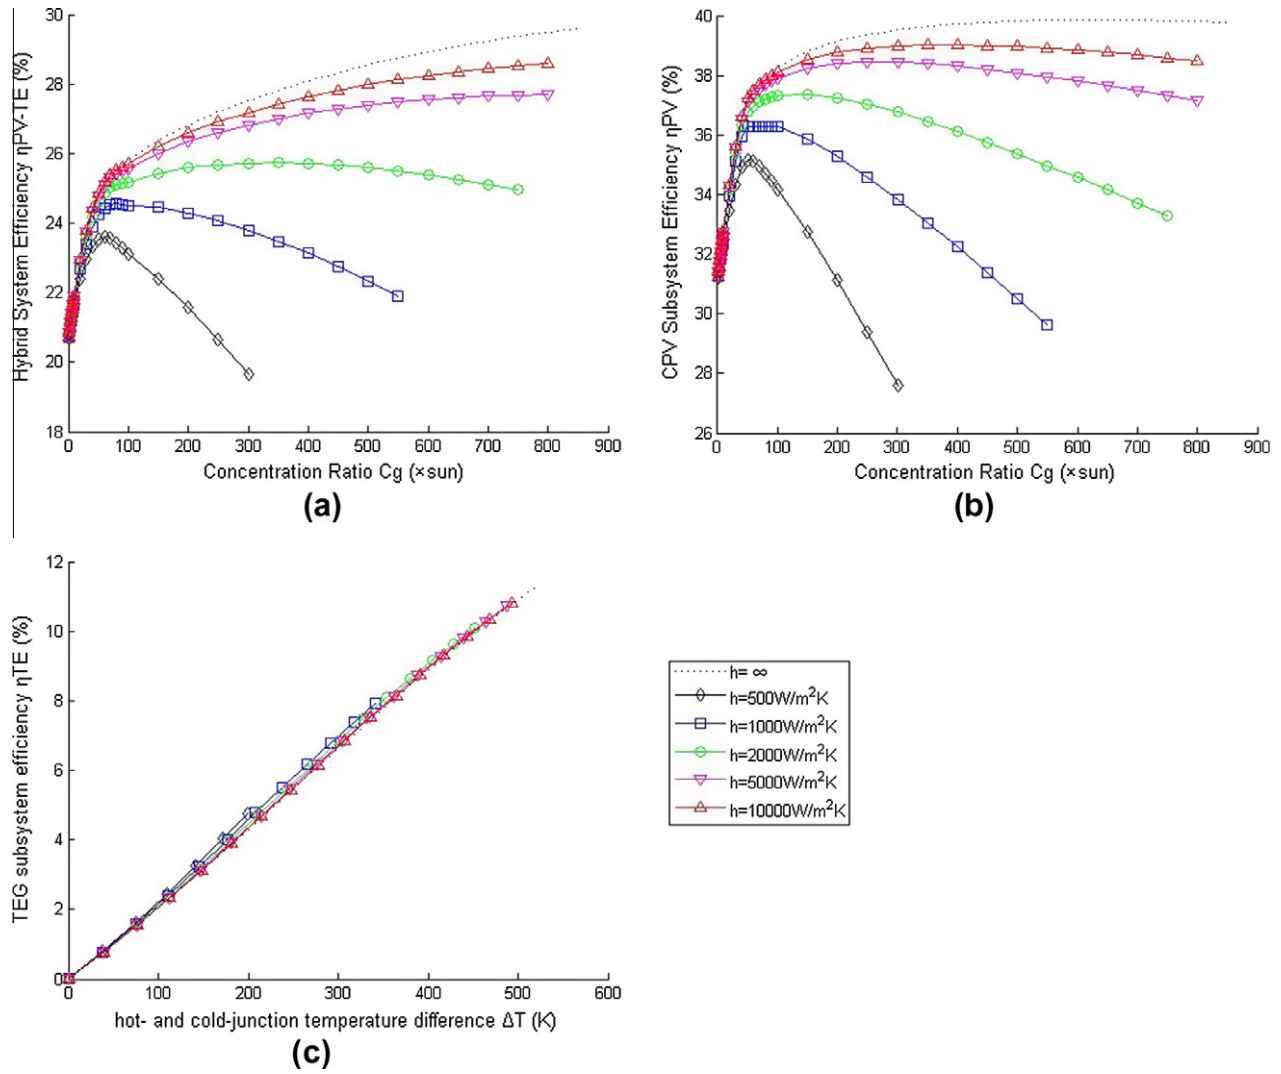 Hybrid System Efficiency ηPV-TE (%)
30
28
26
24
22
20
18
0 100 200 300 400 500 600 700 800 900
Concentration Ratio Cg (×sun)
(a)
CPV Subsystem Efficiency ηPV (%)
40
38
36
34
32
30
28
26
0 100 200 300 400 500 600 700 800 900
Concentration Ratio Cg (×sun)
(b)
TEG subsystem efficiency ηTE (%)
12
10
8
6
4
2
0
0 100 200 300 400 500 600
hot- and cold-junction temperature difference ΔT (K)
(c)
h= ∞
h=500W/m²K
h=1000W/m²K
h=2000W/m²K
h=5000W/m²K
h=10000W/m²K